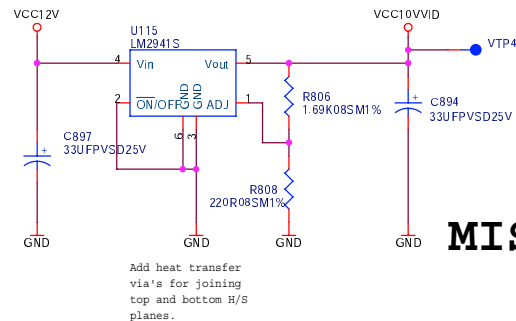 VCC12V
VCC10VVID
U115
LM2941S
VTP4
4
Vin
Vout
5
2
ON/OFF
GND
GND
ADJ
1
6
3
R806
1.69K08SM1%
C894
33UFPVSD25V
C897
33UFPVSD25V
R808
220R08SM1%
GND
GND
GND
GND
MIS
Add heat transfer
via's for joining
top and bottom H/S
planes.